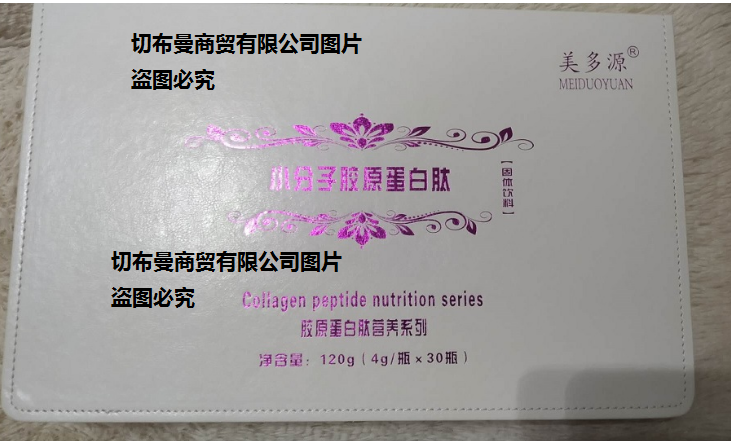 切布曼商贸有限公司图片
盗图必究
美多源®
MEIDUOYUAN
小分子胶原蛋白肽
【固体饮料】
切布曼商贸有限公司图片
盗图必究
Collagen peptide nutrition series
胶原蛋白肽营养系列
净含量：120g（4g/瓶×30瓶）